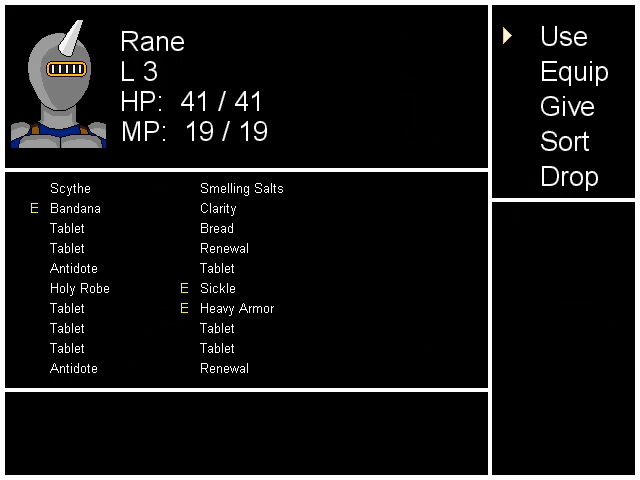 Rane
L 3
HP: 41 / 41
MP: 19 / 19
Use
Equip
Give
Sort
Drop
Scythe Smelling Salts
E Bandana Clarity
Tablet Bread
Tablet Renewal
Antidote Tablet
Holy Robe E Sickle
Tablet E Heavy Armor
Tablet Tablet
Tablet Tablet
Antidote Renewal